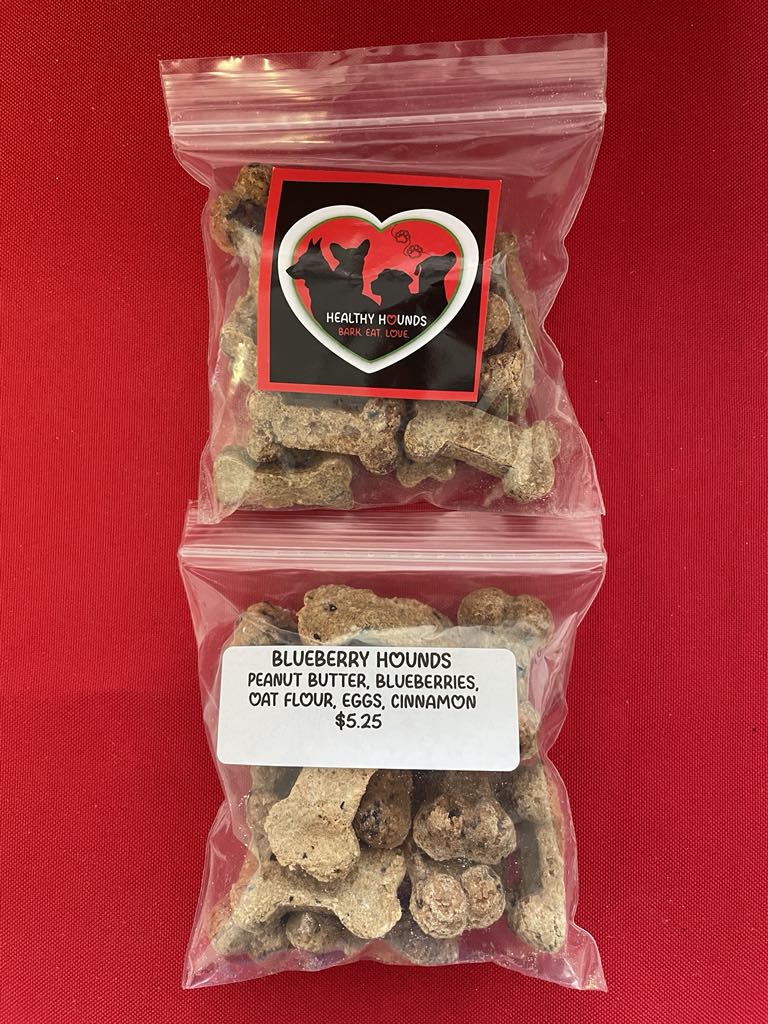 HEALTHY HOUNDS
BARK. EAT. LOVE.
BLUEBERRY HOUNDS
PEANUT BUTTER, BLUEBERRIES,
OAT FLOUR, EGGS, CINNAMON
$5.25